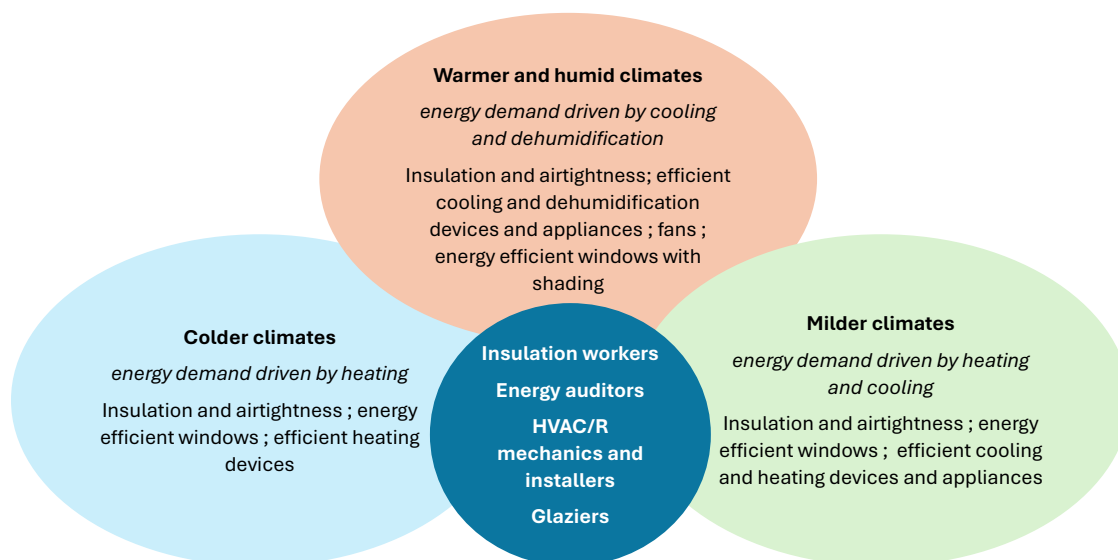 Warmer and humid climates
energy demand driven by cooling
and dehumidification
Insulation and airtightness; efficient
cooling and dehumidification
devices and appliances ; fans ;
energy efficient windows with
shading
Colder climates
energy demand driven by heating
Insulation and airtightness ; energy
efficient windows ; efficient heating
devices
Insulation workers
Energy auditors
HVAC/R
mechanics and
installers
Glaziers
Milder climates
energy demand driven by heating
and cooling
Insulation and airtightness ; energy
efficient windows ; efficient cooling
and heating devices and appliances